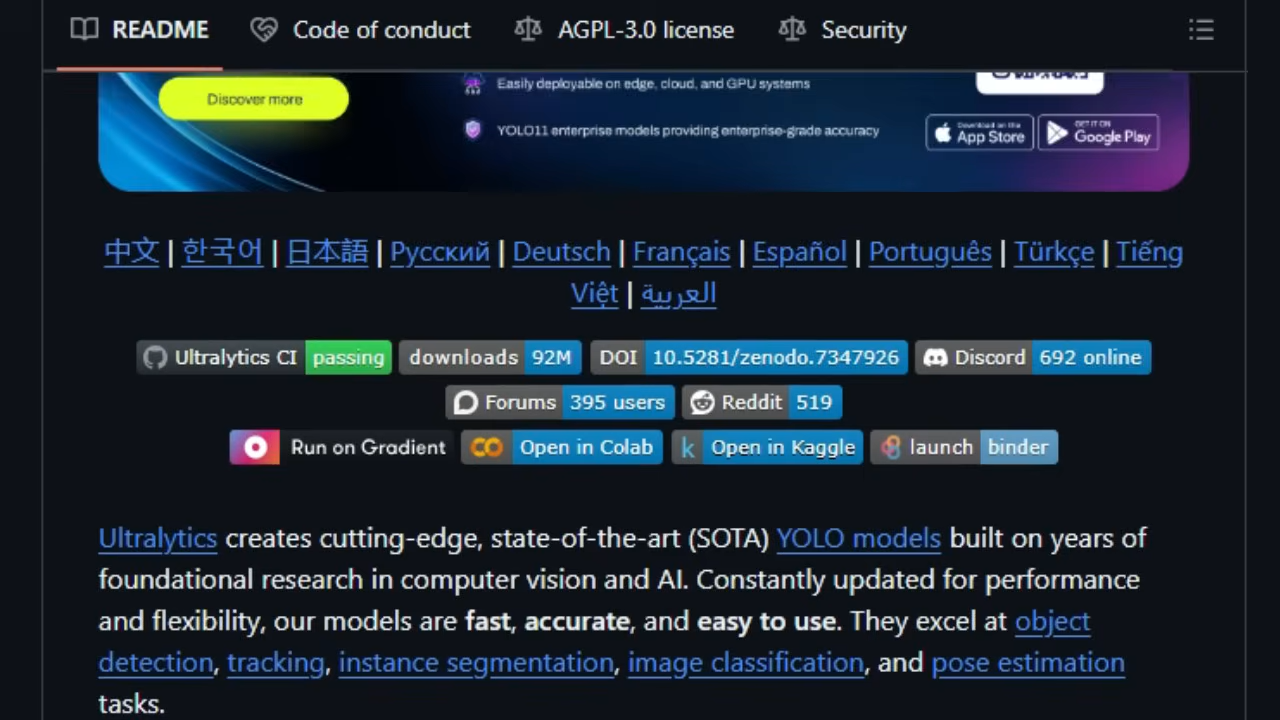 README Code of conduct AGPL-3.0 license Security
Discover more
Easily deployable on edge, cloud, and GPU systems
YOLO11 enterprise models providing enterprise-grade accuracy
Download on the App Store
GET IT ON Google Play
中文 | 한국어 | 日本語 | Русский | Deutsch | Français | Español | Português | Türkçe | Tiếng
Việt | العربية
Ultralytics CI passing downloads 92M DOI 10.5281/zenodo.7347926 Discord 692 online
Forums 395 users Reddit 519
Run on Gradient Open in Colab Open in Kaggle launch binder
Ultralytics creates cutting-edge, state-of-the-art (SOTA) YOLO models built on years of
foundational research in computer vision and AI. Constantly updated for performance
and flexibility, our models are fast, accurate, and easy to use. They excel at object
detection, tracking, instance segmentation, image classification, and pose estimation
tasks.